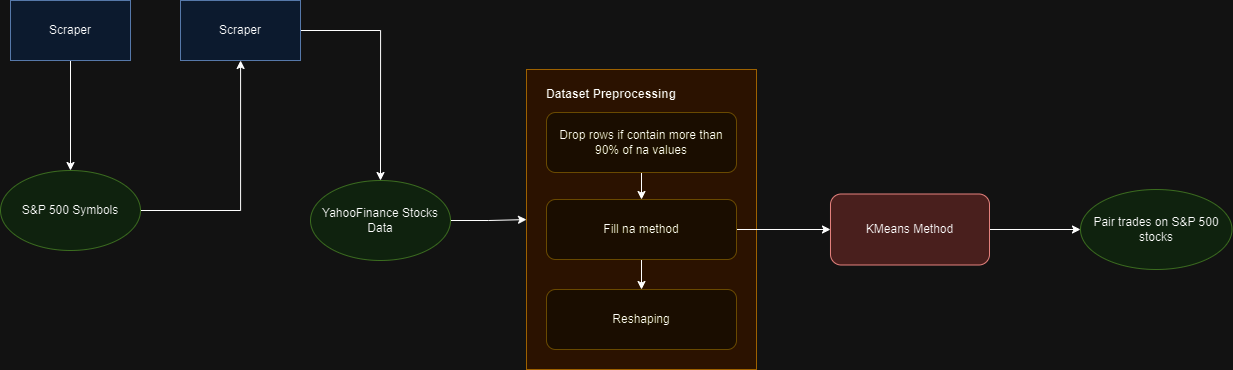 Scraper
Scraper
S&P 500 Symbols
YahooFinance Stocks
Data
Dataset Preprocessing
Drop rows if contain more than
90% of na values
Fill na method
Reshaping
KMeans Method
Pair trades on S&P 500
stocks